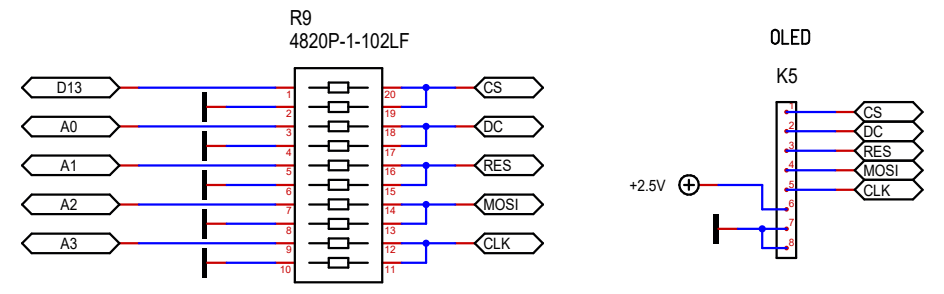 R9
4820P-1-102LF
D13 1 20 CS
2 19
A0 3 18 DC
4 17
A1 5 16 RES
6 15
A2 7 14 MOSI
8 13
A3 9 12 CLK
10 11
OLED
K5
1 CS
2 DC
3 RES
4 MOSI
5 CLK
+2.5V 6
7
8